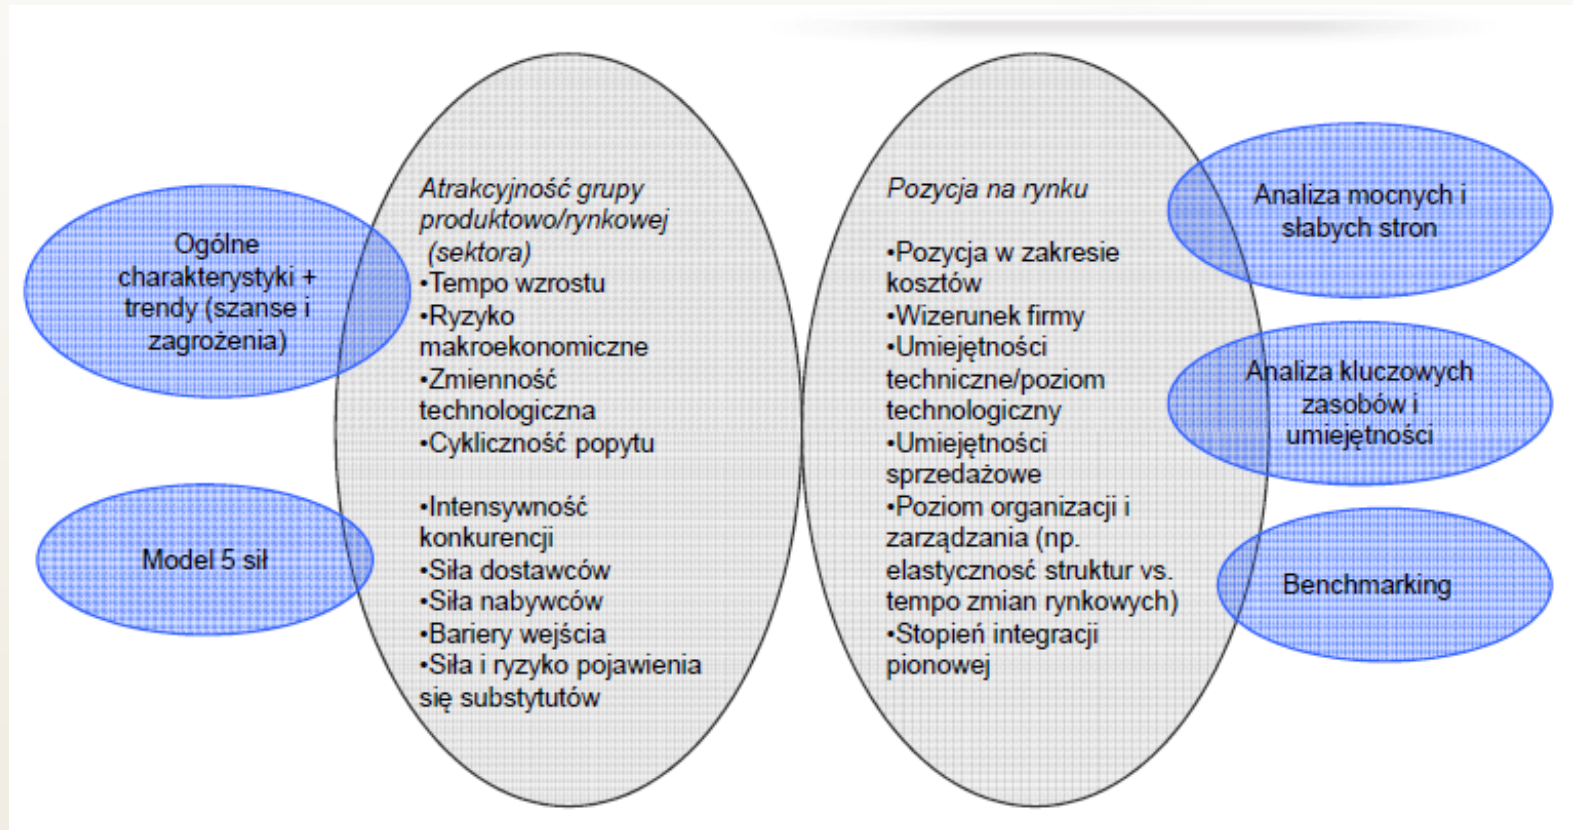 Ogólne
charakterystyki +
trendy (szanse i
zagrożenia)
Model 5 sił
Atrakcyjność grupy
produktowo/rynkowej
(sektora)
•Tempo wzrostu
•Ryzyko
makroekonomiczne
•Zmienność
technologiczna
•Cykliczność popytu
•Intensywność
konkurencji
•Siła dostawców
•Siła nabywców
•Bariery wejścia
•Siła i ryzyko pojawienia
się substytutów
Pozycja na rynku
•Pozycja w zakresie
kosztów
•Wizerunek firmy
•Umiejętności
techniczne/poziom
technologiczny
•Umiejętności
sprzedażowe
•Poziom organizacji i
zarządzania (np.
elastycznosć struktur vs.
tempo zmian rynkowych)
•Stopień integracji
pionowej
Analiza mocnych i
słabych stron
Analiza kluczowych
zasobów i
umiejętności
Benchmarking